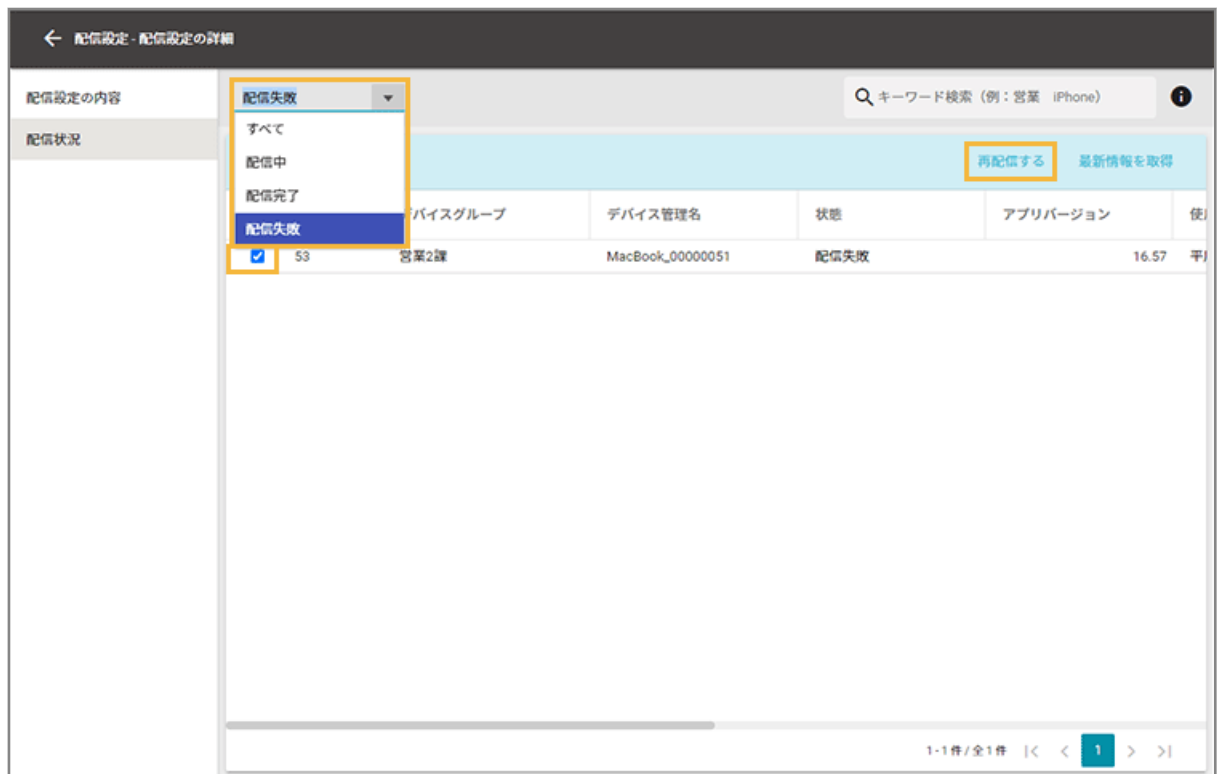 配信設定 - 配信設定の詳細
配信設定の内容
配信状況
配信失敗
キーワード検索（例：営業 iPhone）
すべて
配信中
配信完了
配信失敗
再配信する 最新情報を取得
バイスグループ デバイス管理名 状態 アプリバージョン
53 営業2課 MacBook_00000051 配信失敗 16.57
1-1件/全1件 1